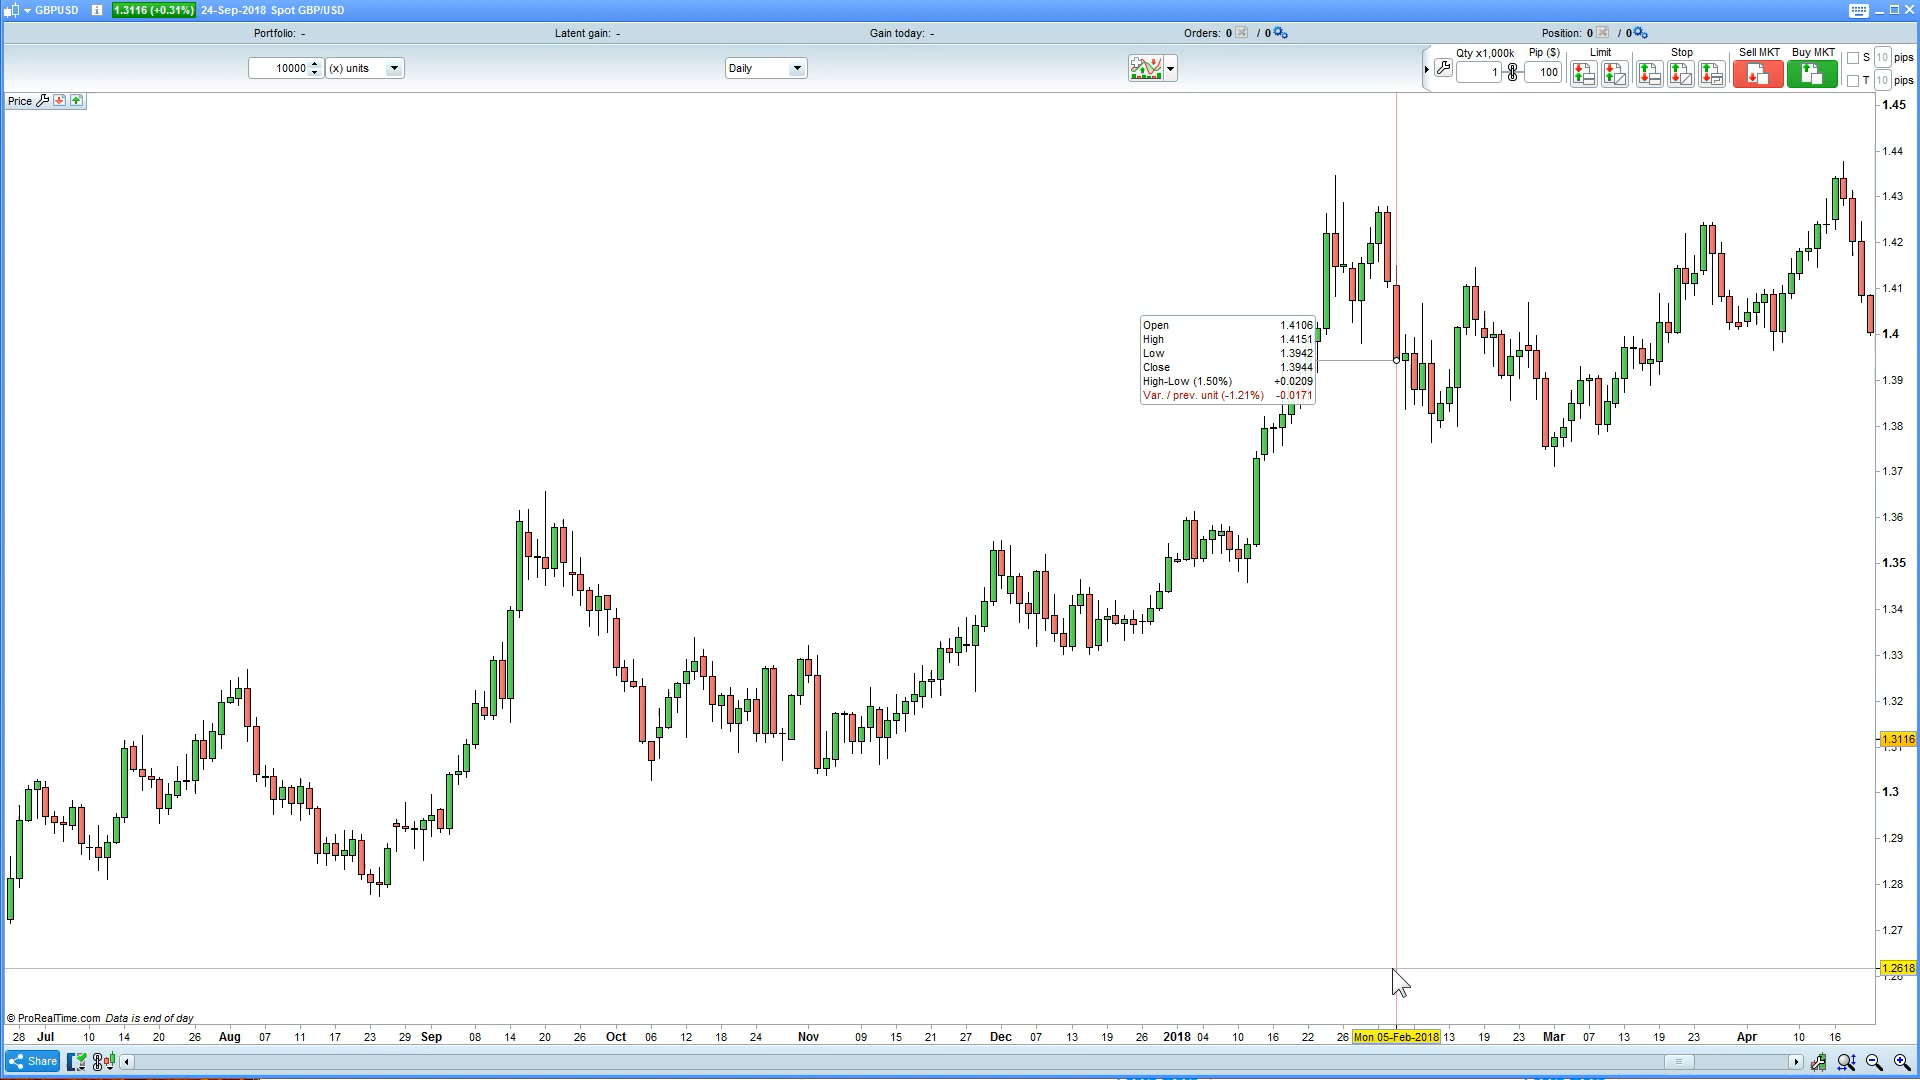 GBPUSD 1.3116 (+0.31%) 24-Sep-2018 Spot GBP/USD
Portfolio: - Latent gain: - Gain today: - Orders: 0 / 0 Position: 0 / 0
10000 (x) units Daily Qty x1,000k Pip ($) Limit Stop Sell MKT Buy MKT S 10 pips
1 100 T 10 pips
Price
1.45
1.44
1.43
1.42
1.41
1.4
1.39
1.38
1.37
1.36
1.35
1.34
1.33
1.32
1.3116
1.3
1.29
1.28
1.27
1.2618
Open 1.4106
High 1.4151
Low 1.3942
Close 1.3944
High-Low (1.50%) +0.0209
Var. / prev. unit (-1.21%) -0.0171
© ProRealTime.com Data is end of day
28 Jul 10 14 20 26 Aug 07 11 17 23 29 Sep 08 14 20 26 Oct 06 12 18 24 Nov 09 15 21 27 Dec 07 13 19 26 2018 04 10 16 22 26 Mon 05-Feb-2018 13 19 23 Mar 07 13 19 23 Apr 10 16
Share